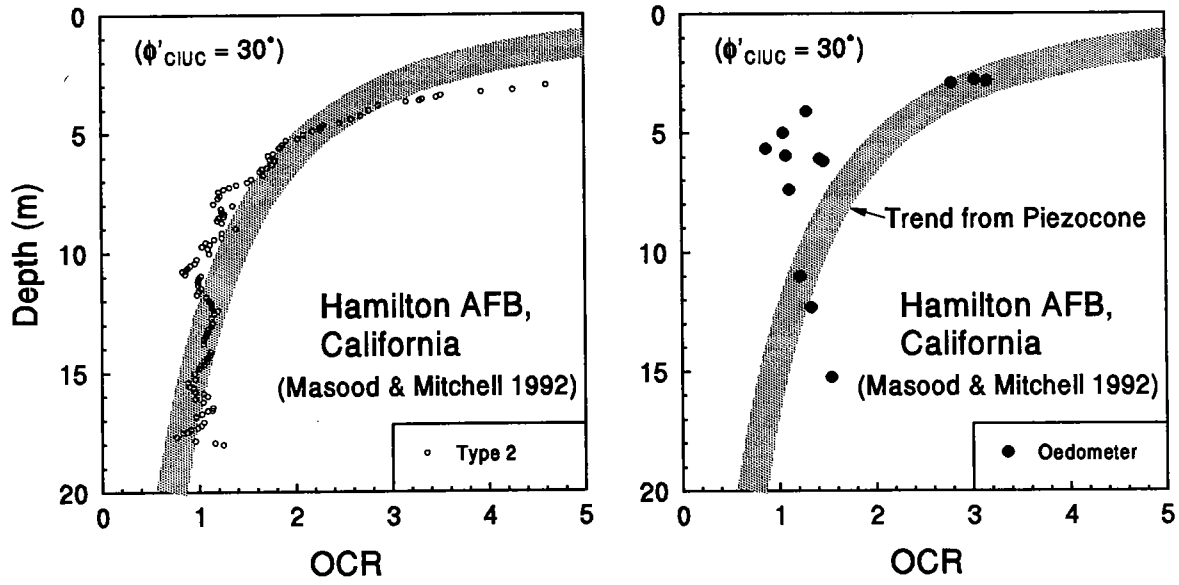 0
5
10
15
20
Depth (m)
(ϕ'CIUC = 30°)
Hamilton AFB,
California
(Masood & Mitchell 1992)
Type 2
0 1 2 3 4 5
OCR
0
5
10
15
20
(ϕ'CIUC = 30°)
Trend from Piezocone
Hamilton AFB,
California
(Masood & Mitchell 1992)
Oedometer
0 1 2 3 4 5
OCR